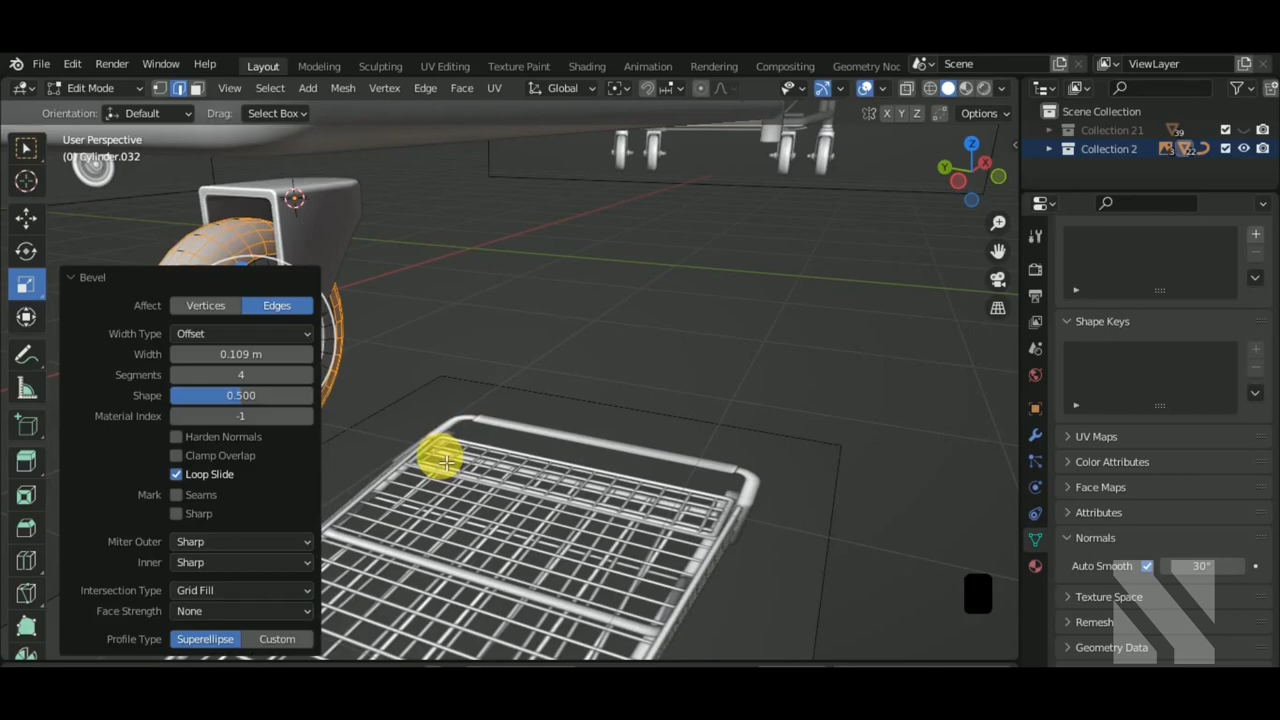 File Edit Render Window Help Layout Modeling Sculpting UV Editing Texture Paint Shading Animation Rendering Compositing Geometry Noc Scene ViewLayer
Edit Mode View Select Add Mesh Vertex Edge Face UV Global
Orientation: Default Drag: Select Box X Y Z Options
User Perspective
(0) Cylinder.032
Z
Y
X
Scene Collection
Collection 21 39
Collection 2 3 22
Bevel
Affect Vertices Edges
Width Type Offset
Width 0.109 m
Segments 4
Shape 0.500
Material Index -1
Harden Normals
Clamp Overlap
Loop Slide
Mark Seams
Sharp
Miter Outer Sharp
Inner Sharp
Intersection Type Grid Fill
Face Strength None
Profile Type Superellipse Custom
Shape Keys
UV Maps
Color Attributes
Face Maps
Attributes
Normals
Auto Smooth 30°
Texture Space
Remesh
Geometry Data